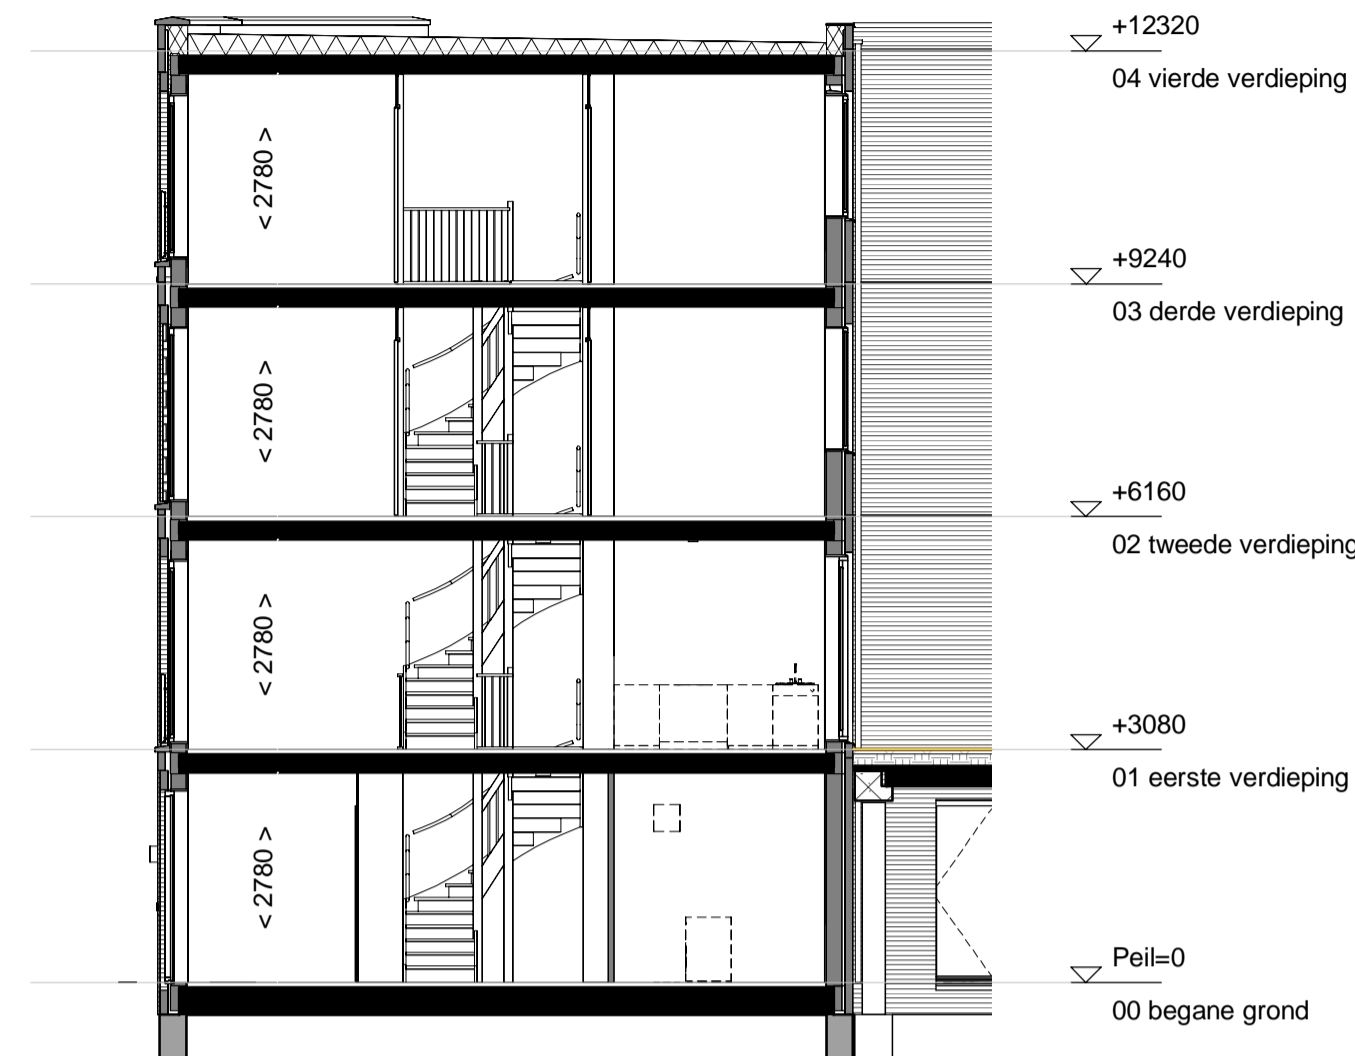 +12320
04 vierde verdieping
< 2780 >
+9240
03 derde verdieping
< 2780 >
+6160
02 tweede verdieping
< 2780 >
+3080
01 eerste verdieping
< 2780 >
Peil=0
00 begane grond